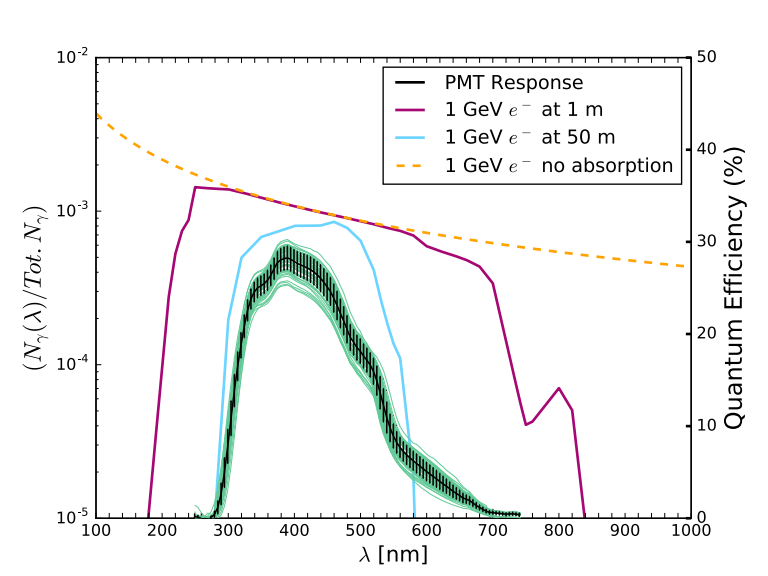 10⁻²
10⁻³
10⁻⁴
10⁻⁵
(Nγ(λ)/Tot. Nγ)
PMT Response
1 GeV e⁻ at 1 m
1 GeV e⁻ at 50 m
1 GeV e⁻ no absorption
50
40
30
20
10
0
Quantum Efficiency (%)
100 200 300 400 500 600 700 800 900 1000
λ [nm]